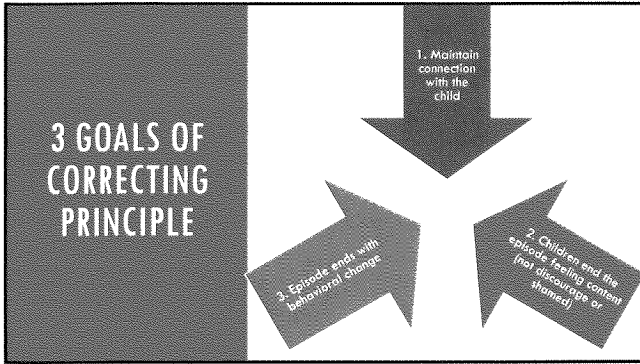 3 GOALS OF
CORRECTING
PRINCIPLE
1. Maintain
connection
with the
child
2. Children end the
episode feeling content
(not discourage or
shamed)
3. Episode ends with
behavioral change